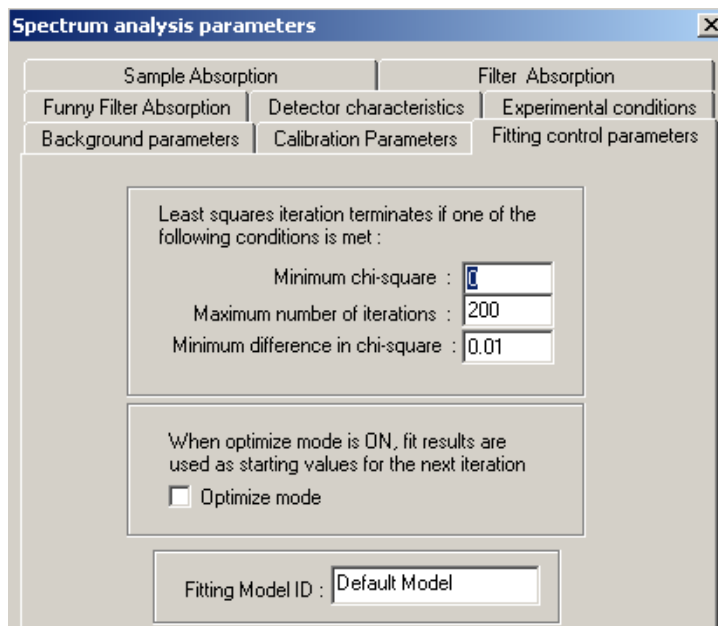 Spectrum analysis parameters
Sample Absorption
Filter Absorption
Funny Filter Absorption
Detector characteristics
Experimental conditions
Background parameters
Calibration Parameters
Fitting control parameters
Least squares iteration terminates if one of the
following conditions is met :
Minimum chi-square : 0
Maximum number of iterations : 200
Minimum difference in chi-square : 0.01
When optimize mode is ON, fit results are
used as starting values for the next iteration
Optimize mode
Fitting Model ID : Default Model